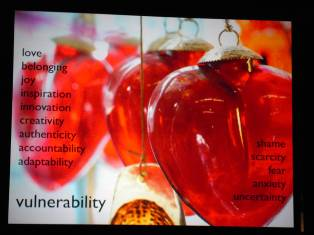 love
belonging
joy
inspiration
innovation
creativity
authenticity
accountability
adaptability
shame
scarcity
fear
anxiety
uncertainty
vulnerability